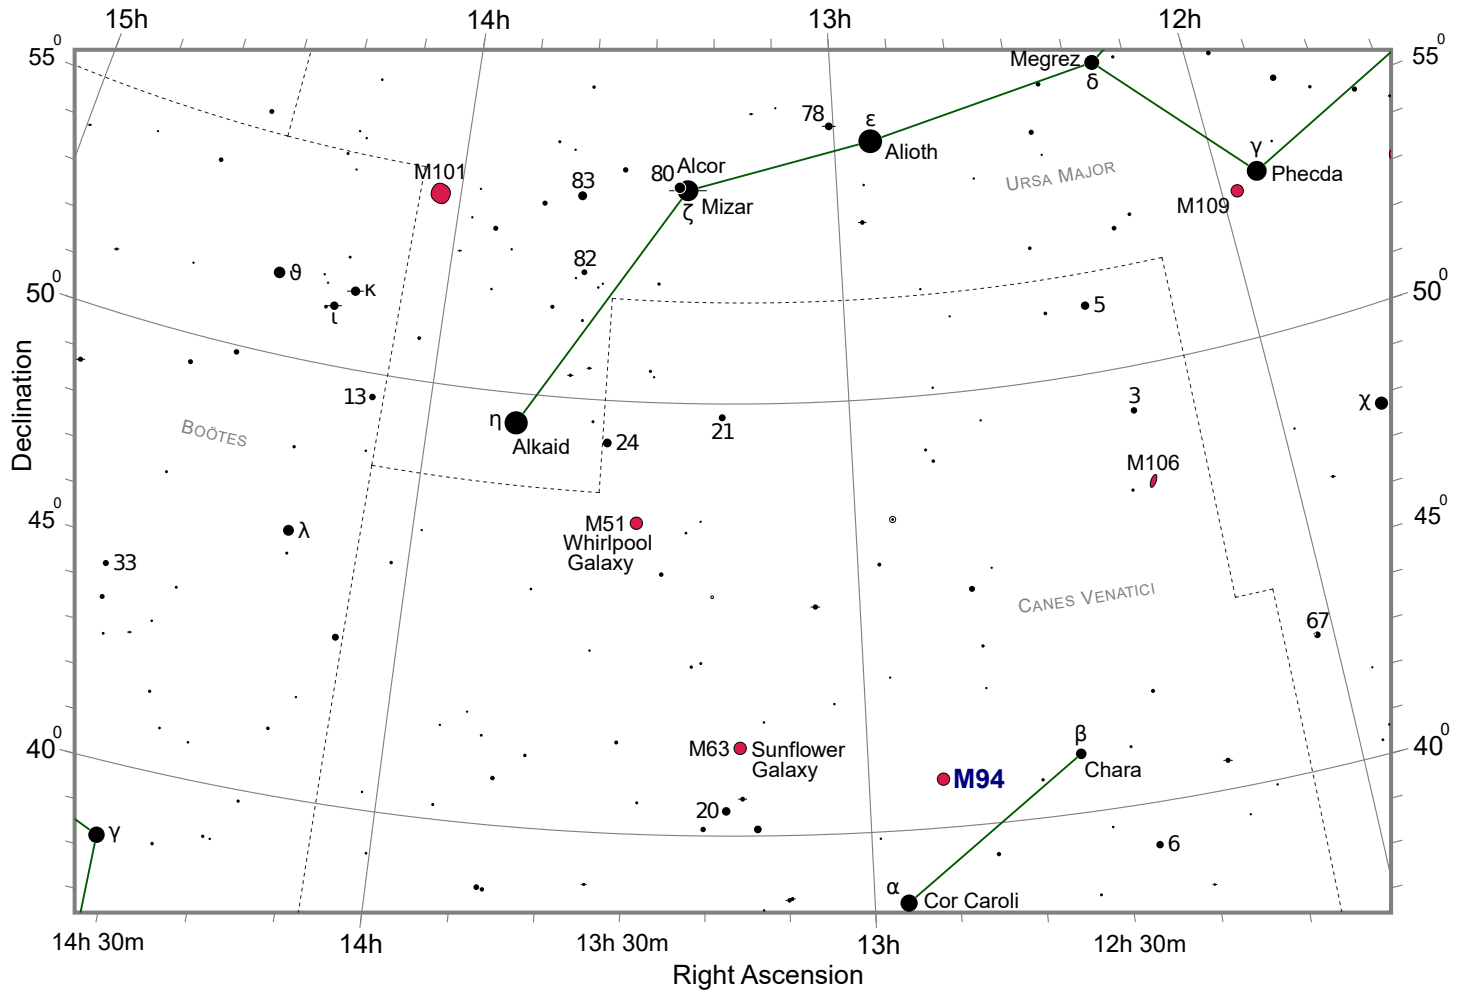 15h 14h 13h 12h
55⁰ 55⁰
Megrez
δ
78 ε
Alioth
γ
Phecda
URSA MAJOR
M101
Alcor
80
83
ζ Mizar
M109
82
ϑ
κ
ι
50⁰ 50⁰
5
13
3
χ
η
Alkaid
24
21
BOÖTES
M106
Declination
45⁰ 45⁰
M51
Whirlpool
Galaxy
λ
33
CANES VENATICI
67
40⁰ 40⁰
M63 Sunflower
Galaxy
β
Chara
M94
20
γ
6
α
Cor Caroli
14h 30m 14h 13h 30m 13h 12h 30m
Right Ascension